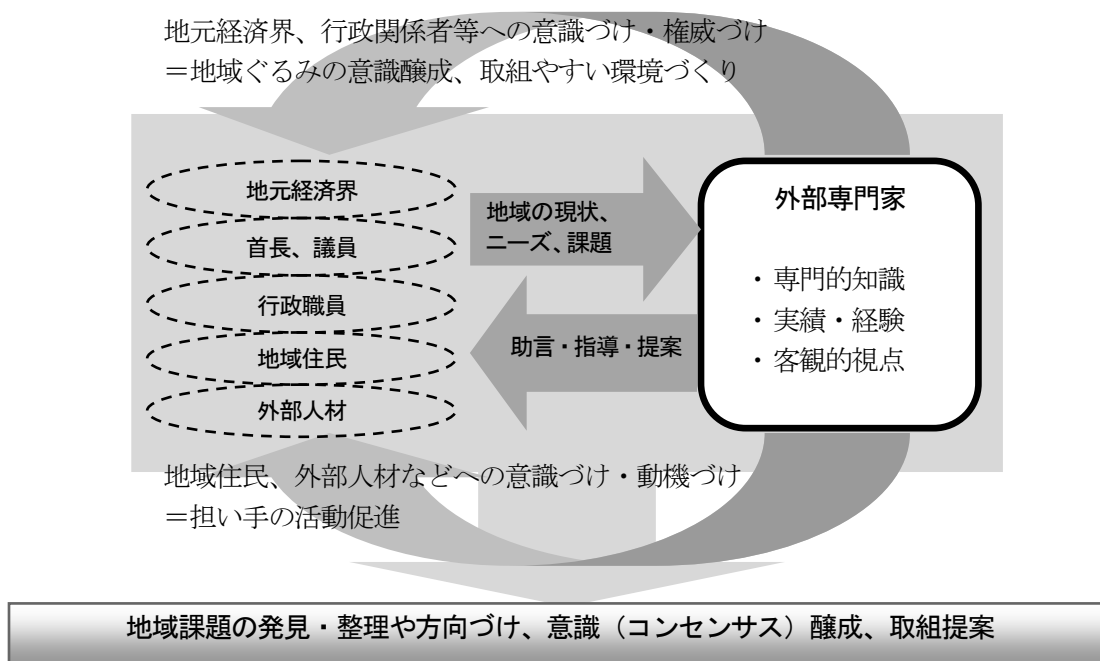 地元経済界、行政関係者等への意識づけ・権威づけ
＝地域ぐるみの意識醸成、取組やすい環境づくり
地元経済界
首長、議員
行政職員
地域住民
外部人材
地域の現状、
ニーズ、課題
助言・指導・提案
外部専門家
・専門的知識
・実績・経験
・客観的視点
地域住民、外部人材などへの意識づけ・動機づけ
＝担い手の活動促進
地域課題の発見・整理や方向づけ、意識（コンセンサス）醸成、取組提案